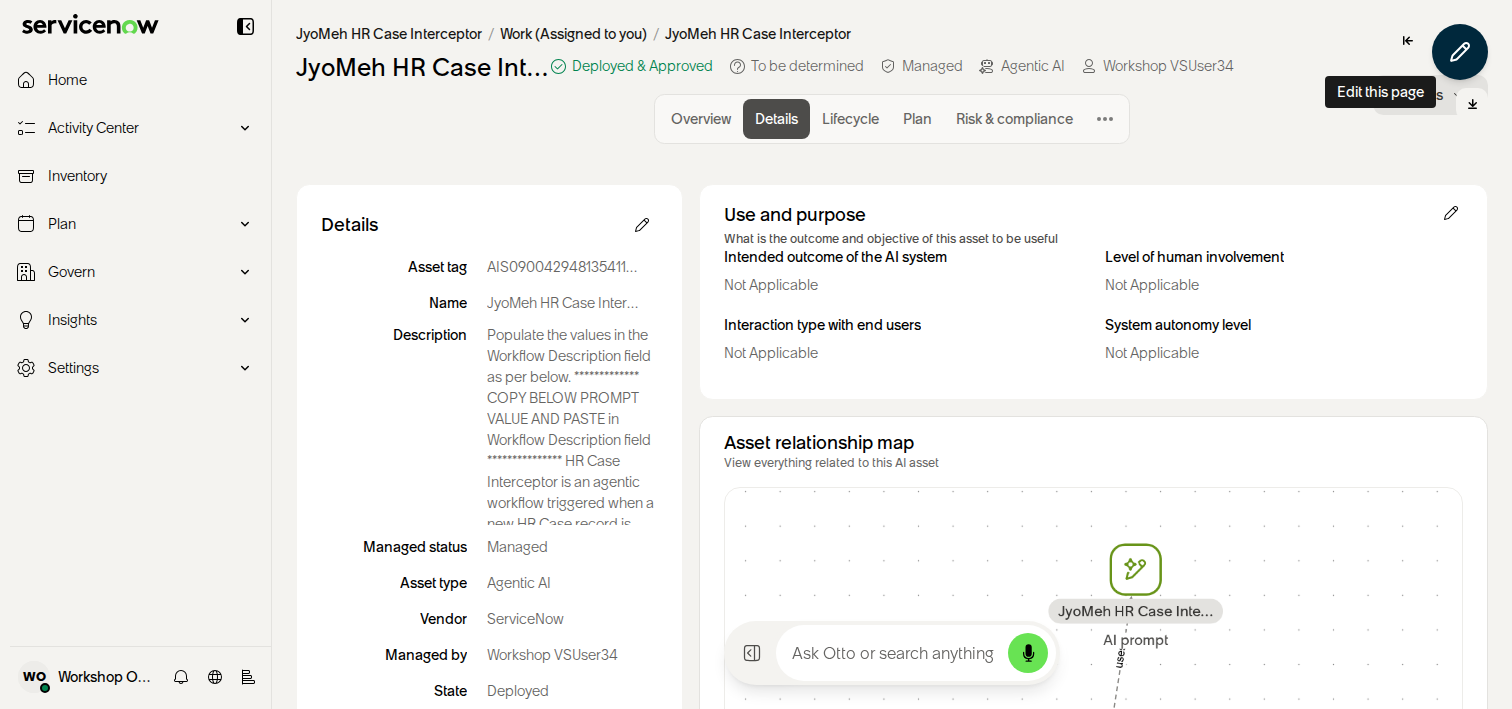 servicenow
Home
Activity Center
Inventory
Plan
Govern
Insights
Settings
WO
Workshop O...
JyoMeh HR Case Interceptor / Work (Assigned to you) / JyoMeh HR Case Interceptor
JyoMeh HR Case Int... Deployed & Approved To be determined Managed Agentic AI Workshop VSUser34
Edit this page
Overview Details Lifecycle Plan Risk & compliance
Details
Asset tag AIS090042948135411...
Name JyoMeh HR Case Inter...
Description Populate the values in the
Workflow Description field
as per below. *************
COPY BELOW PROMPT
VALUE AND PASTE in
Workflow Description field
*************** HR Case
Interceptor is an agentic
workflow triggered when a
new HR Case record is
Managed status Managed
Asset type Agentic AI
Vendor ServiceNow
Managed by Workshop VSUser34
State Deployed
Use and purpose
What is the outcome and objective of this asset to be useful
Intended outcome of the AI system Level of human involvement
Not Applicable Not Applicable
Interaction type with end users System autonomy level
Not Applicable Not Applicable
Asset relationship map
View everything related to this AI asset
JyoMeh HR Case Inte...
AI prompt
Ask Otto or search anything